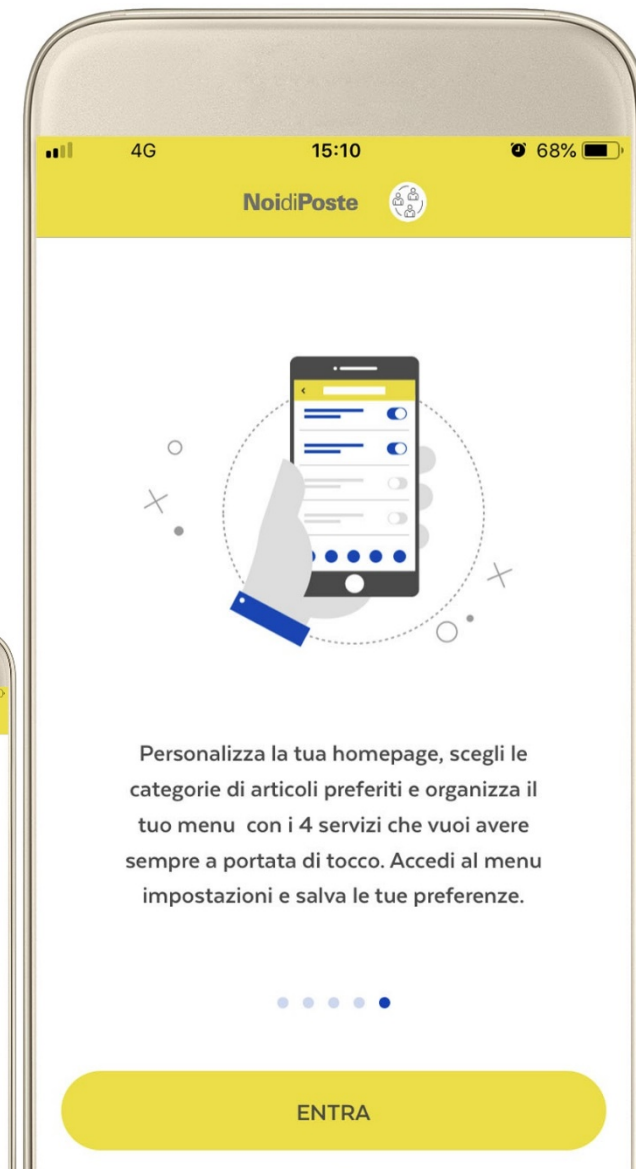 4G 15:10 68%
NoidiPoste
Personalizza la tua homepage, scegli le
categorie di articoli preferiti e organizza il
tuo menu con i 4 servizi che vuoi avere
sempre a portata di tocco. Accedi al menu
impostazioni e salva le tue preferenze.
ENTRA